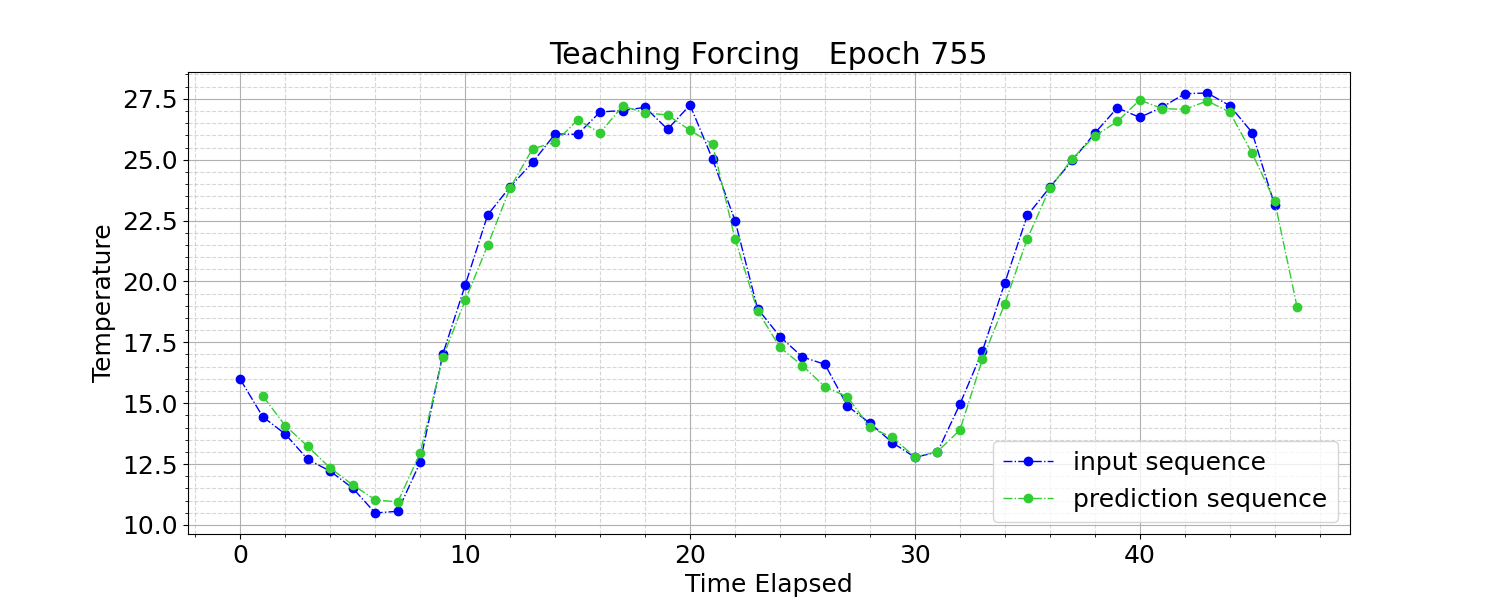 Teaching Forcing   Epoch 755
27.5
25.0
22.5
20.0
17.5
15.0
12.5
10.0
Temperature
input sequence
prediction sequence
0 10 20 30 40
Time Elapsed